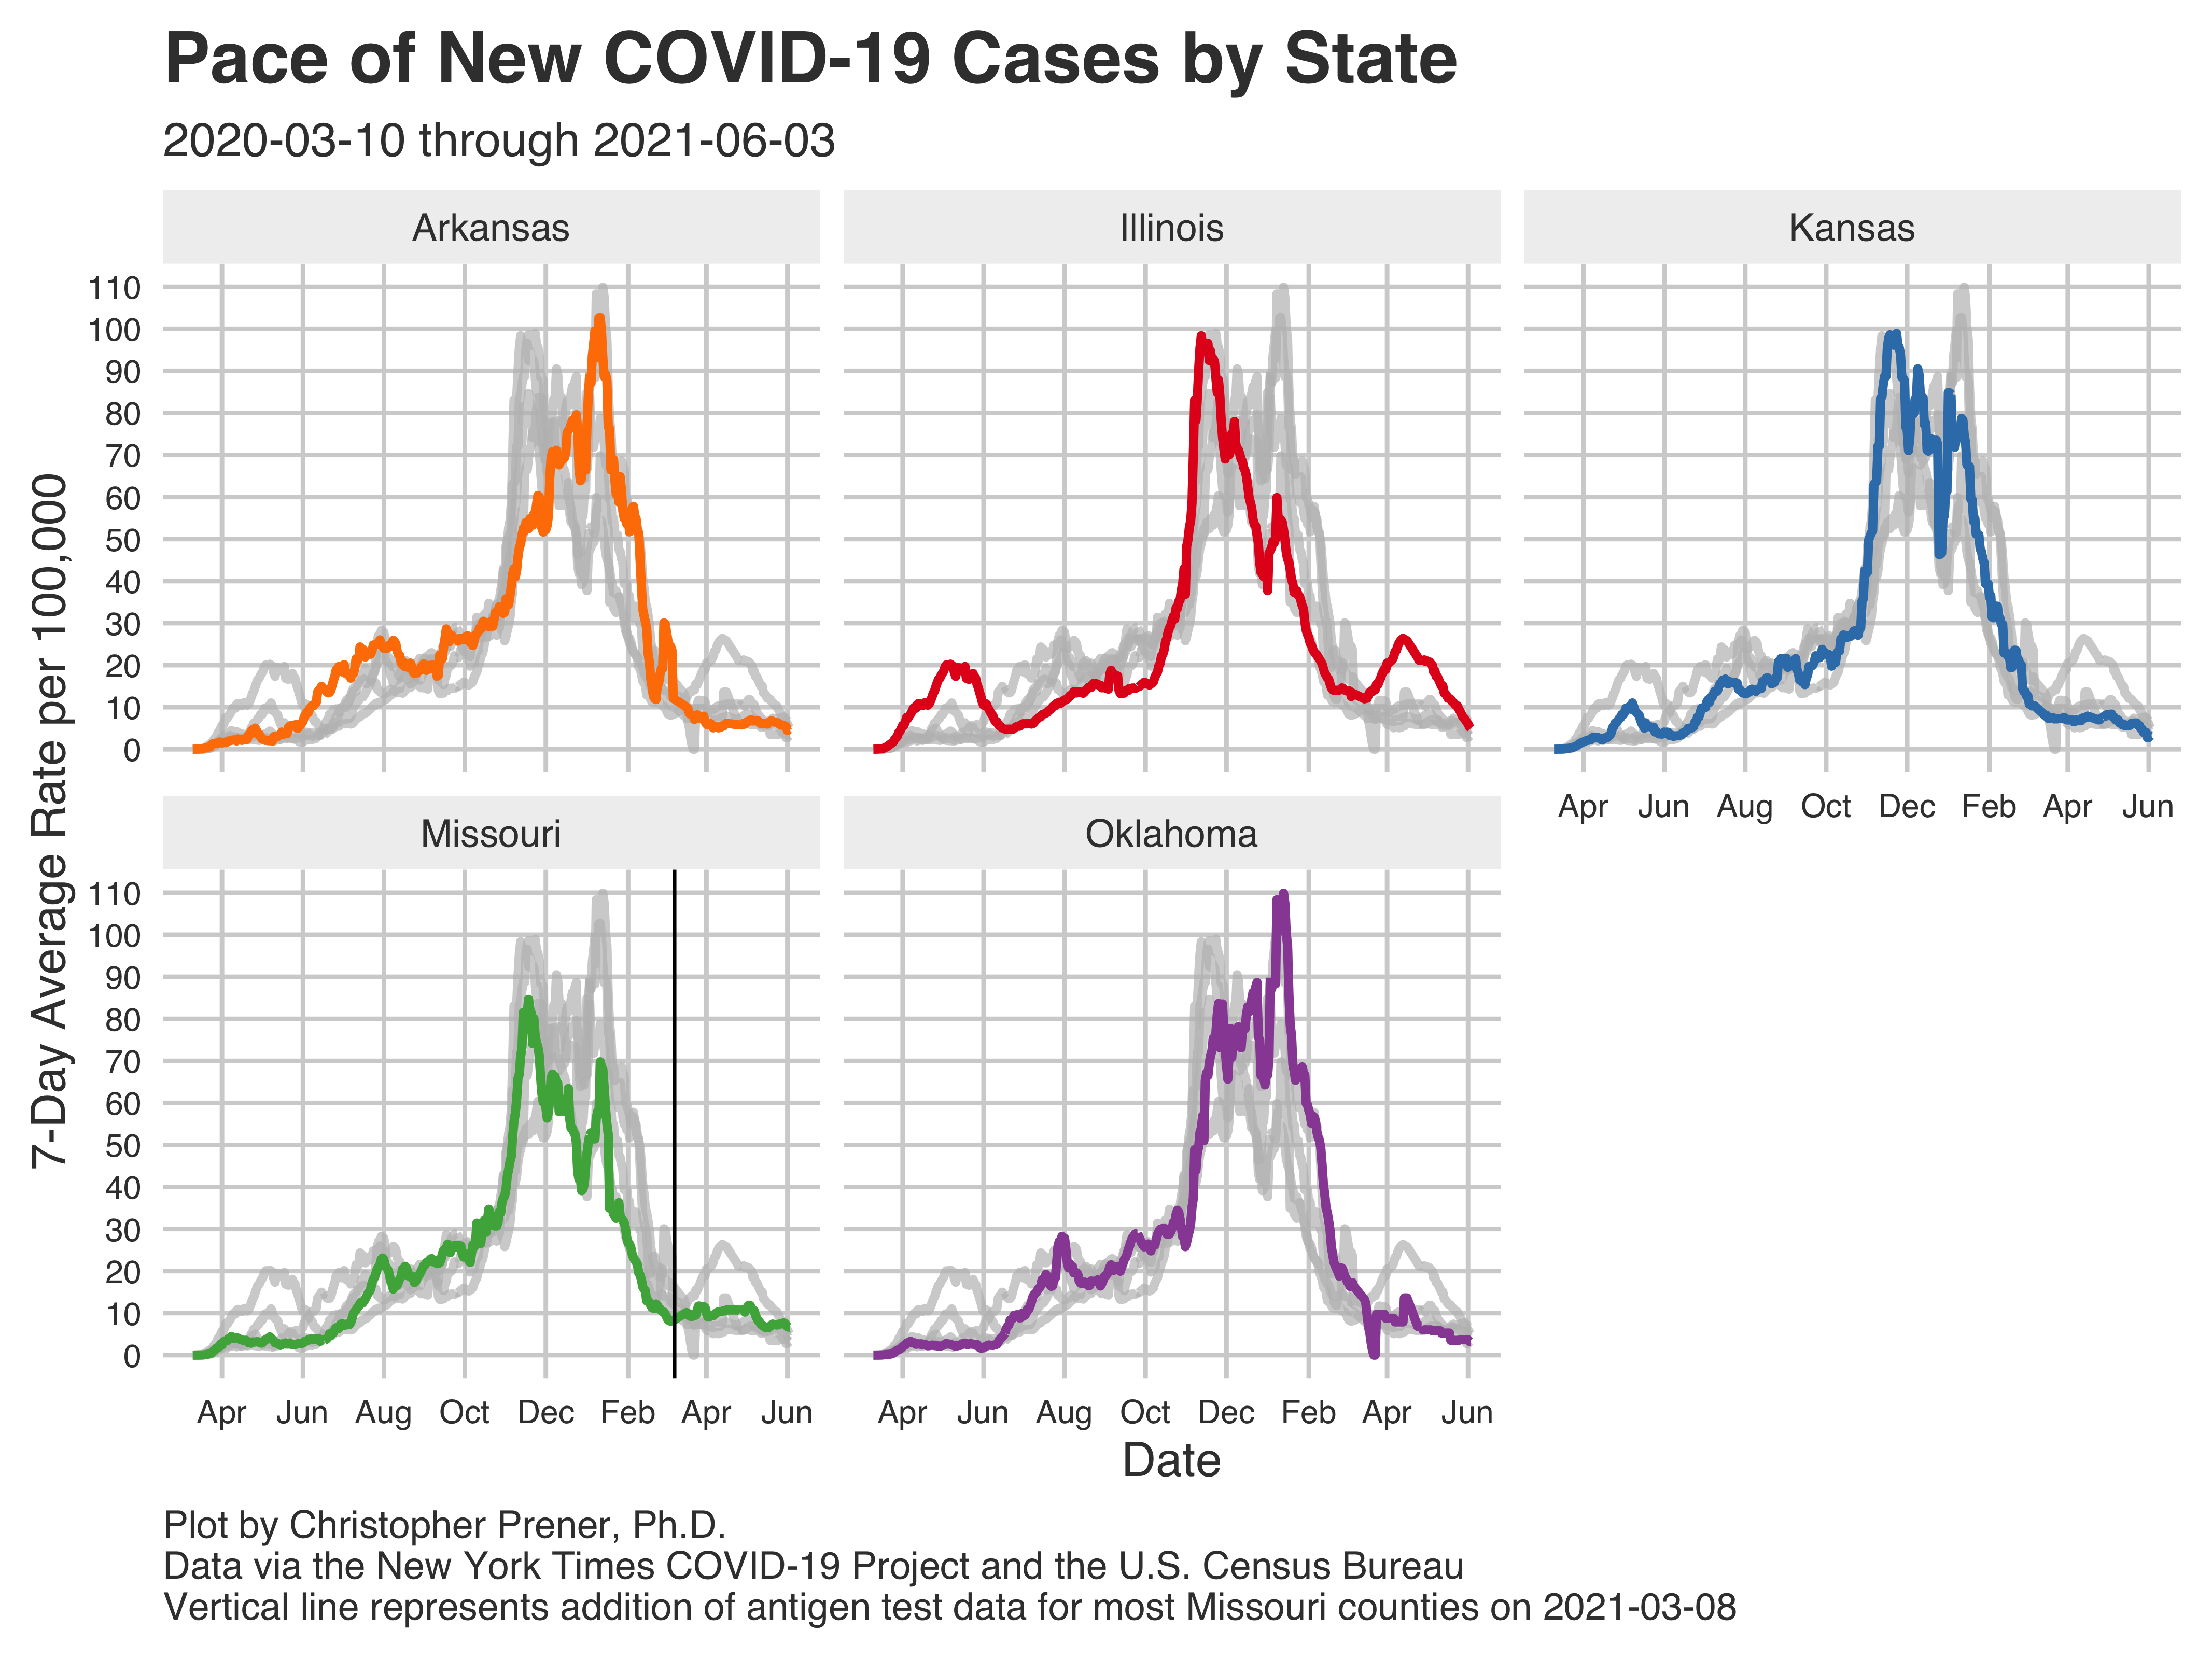 Pace of New COVID-19 Cases by State
2020-03-10 through 2021-06-03
Arkansas
Illinois
Kansas
110
100
90
80
70
60
50
40
30
20
10
0
Apr Jun Aug Oct Dec Feb Apr Jun
7-Day Average Rate per 100,000
Missouri
Oklahoma
110
100
90
80
70
60
50
40
30
20
10
0
Apr Jun Aug Oct Dec Feb Apr Jun
Apr Jun Aug Oct Dec Feb Apr Jun
Date
Plot by Christopher Prener, Ph.D.
Data via the New York Times COVID-19 Project and the U.S. Census Bureau
Vertical line represents addition of antigen test data for most Missouri counties on 2021-03-08